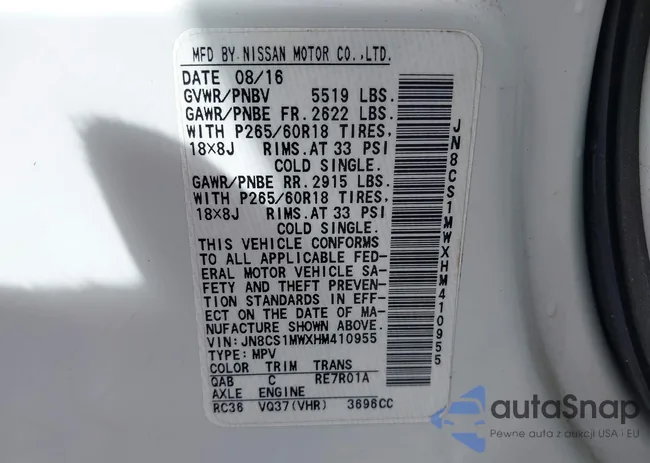 MFD BY NISSAN MOTOR CO.,LTD.
DATE 08/16
GVWR/PNBV 5519 LBS.
GAWR/PNBE FR. 2622 LBS.
WITH P265/60R18 TIRES,
18×8J RIMS.AT 33 PSI
COLD SINGLE.
GAWR/PNBE RR. 2915 LBS.
WITH P265/60R18 TIRES,
18×8J RIMS.AT 33 PSI
COLD SINGLE.
THIS VEHICLE CONFORMS
TO ALL APPLICABLE FED-
ERAL MOTOR VEHICLE SA-
FETY AND THEFT PREVEN-
TION STANDARDS IN EFF-
ECT ON THE DATE OF MA-
NUFACTURE SHOWN ABOVE.
VIN: JN8CS1MWXHM410955
TYPE: MPV
COLOR TRIM TRANS
QAB C RE7R01A
AXLE ENGINE
RC36 VQ37(VHR) 3696CC
JN8CS1MWXHM410955
autoSnap
Pewne auta z aukcji USA i EU